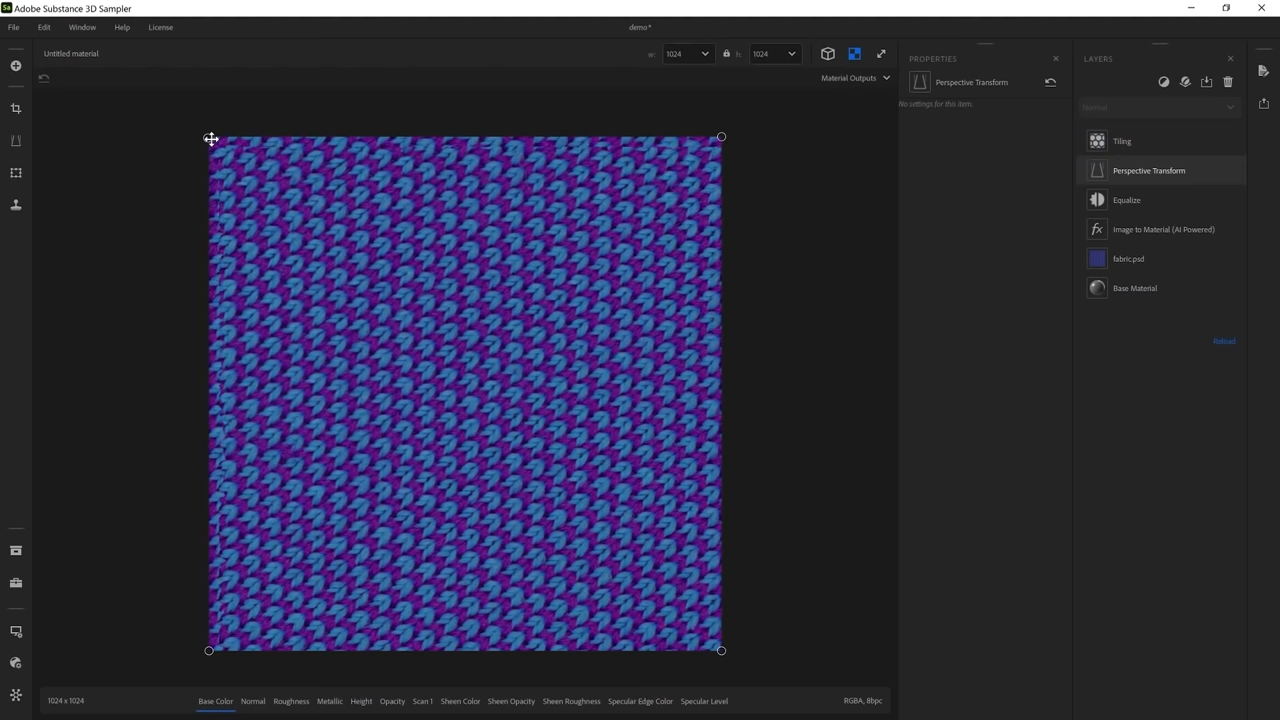 Sa Adobe Substance 3D Sampler
File Edit Window Help License demo*
Untitled material w: 1024 h: 1024
Material Outputs
PROPERTIES
Perspective Transform
No settings for this item.
LAYERS
Normal
Tiling
Perspective Transform
Equalize
fx Image to Material (AI Powered)
fabric.psd
Base Material
Reload
1024 x 1024 Base Color Normal Roughness Metallic Height Opacity Scan 1 Sheen Color Sheen Opacity Sheen Roughness Specular Edge Color Specular Level RGBA, 8bpc